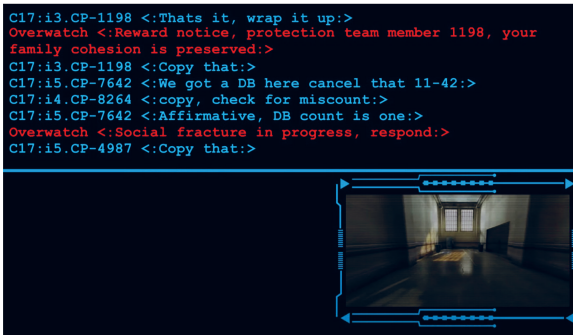 C17:i3.CP-1198 <:Thats it, wrap it up:>
Overwatch <:Reward notice, protection team member 1198, your
family cohesion is preserved:>
C17:i3.CP-1198 <:Copy that:>
C17:i5.CP-7642 <:We got a DB here cancel that 11-42:>
C17:i4.CP-8264 <:copy, check for miscount:>
C17:i5.CP-7642 <:Affirmative, DB count is one:>
Overwatch <:Social fracture in progress, respond:>
C17:i5.CP-4987 <:Copy that:>